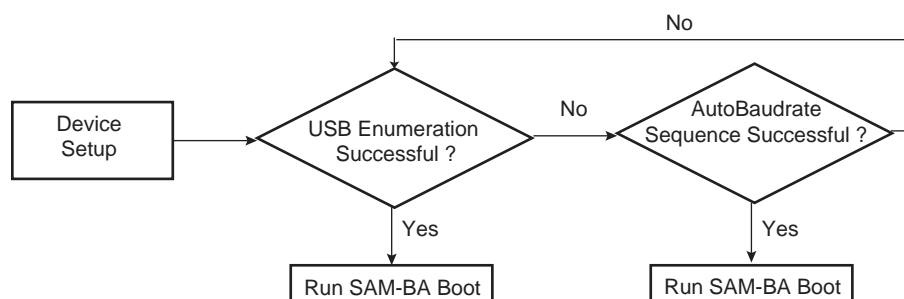 No
Device
Setup
USB Enumeration
Successful ?
No
AutoBaudrate
Sequence Successful ?
Yes
Yes
Run SAM-BA Boot
Run SAM-BA Boot